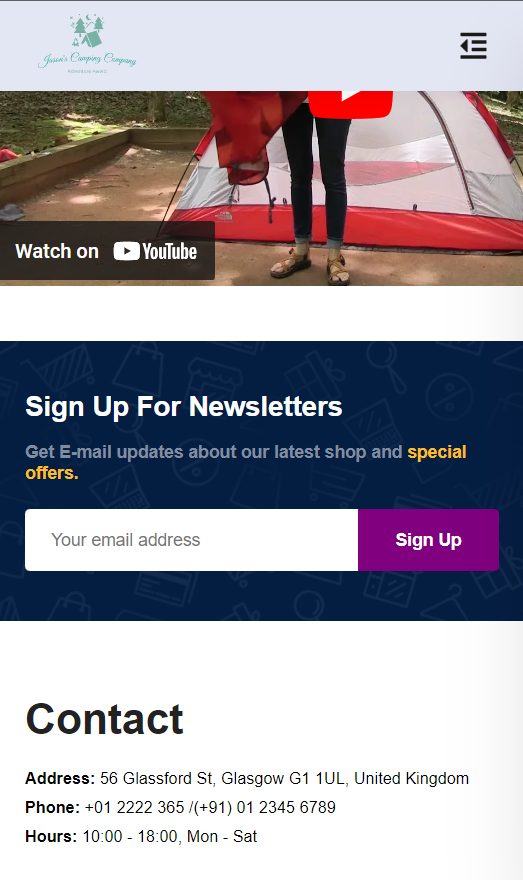 Jason's Camping Company
Watch on YouTube
Sign Up For Newsletters
Get E-mail updates about our latest shop and special
offers.
Your email address
Sign Up
Contact
Address: 56 Glassford St, Glasgow G1 1UL, United Kingdom
Phone: +01 2222 365 /(+91) 01 2345 6789
Hours: 10:00 - 18:00, Mon - Sat